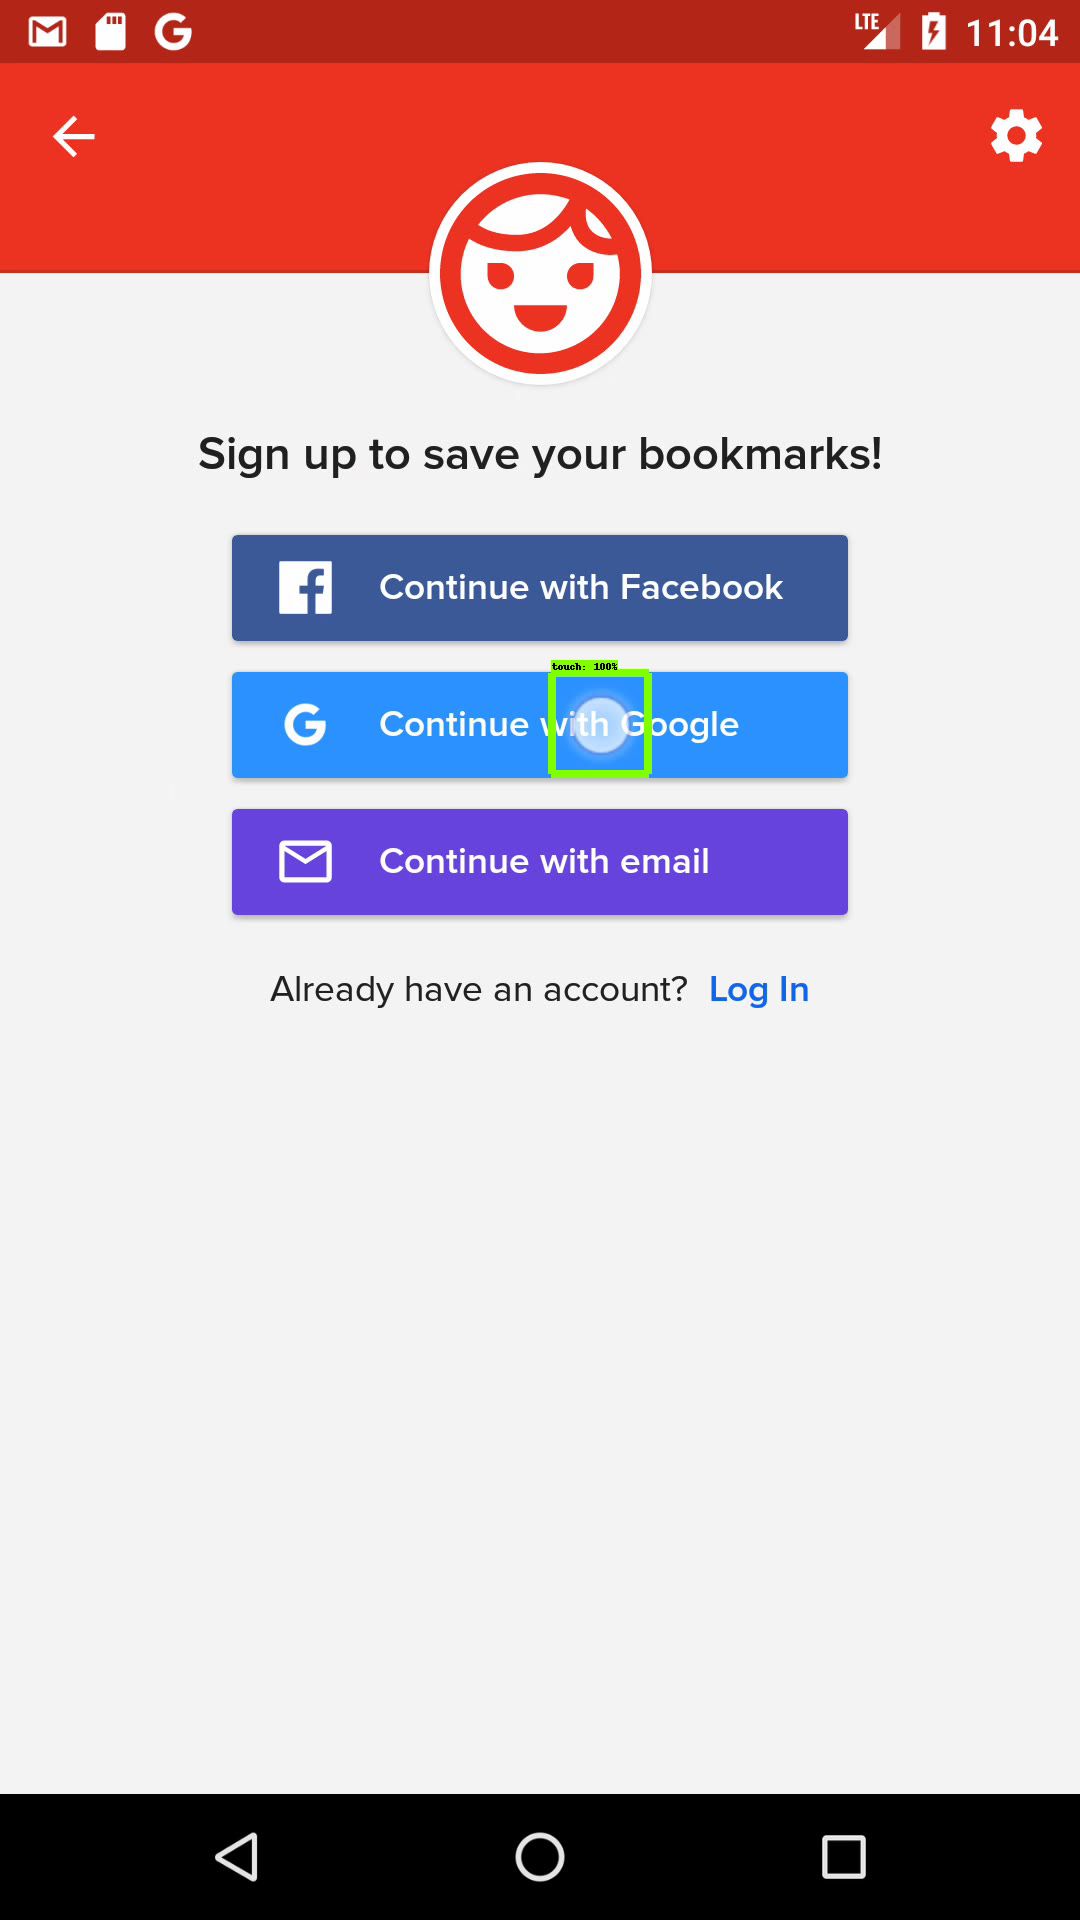 LTE 11:04
Sign up to save your bookmarks!
Continue with Facebook
touch: 100%
Continue with Google
Continue with email
Already have an account? Log In